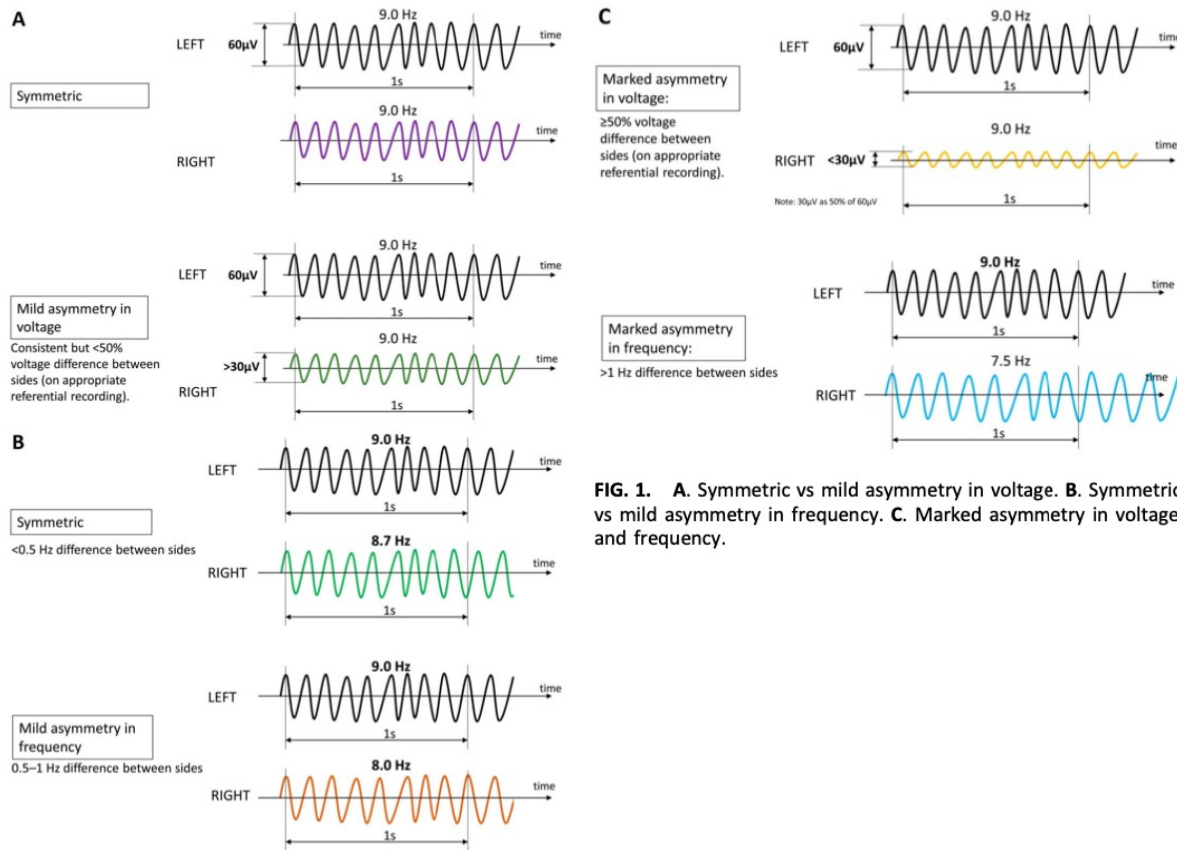 A
9.0 Hz
time
LEFT 60µV
1s
Symmetric
9.0 Hz
time
RIGHT
1s
9.0 Hz
time
LEFT 60µV
1s
Mild asymmetry in
voltage
Consistent but <50%
voltage difference between
sides (on appropriate
referential recording).
9.0 Hz
time
>30µV
RIGHT
1s
B
9.0 Hz
time
LEFT
1s
Symmetric
<0.5 Hz difference between sides
8.7 Hz
time
RIGHT
1s
9.0 Hz
time
LEFT
1s
Mild asymmetry in
frequency
0.5–1 Hz difference between sides
8.0 Hz
time
RIGHT
1s
C
9.0 Hz
time
LEFT 60µV
1s
Marked asymmetry
in voltage:
≥50% voltage
difference between
sides (on appropriate
referential recording).
9.0 Hz
time
RIGHT <30µV
1s
Note: 30µV as 50% of 60µV
9.0 Hz
time
LEFT
1s
Marked asymmetry
in frequency:
>1 Hz difference between sides
7.5 Hz
time
RIGHT
1s
FIG. 1. A. Symmetric vs mild asymmetry in voltage. B. Symmetric
vs mild asymmetry in frequency. C. Marked asymmetry in voltage
and frequency.